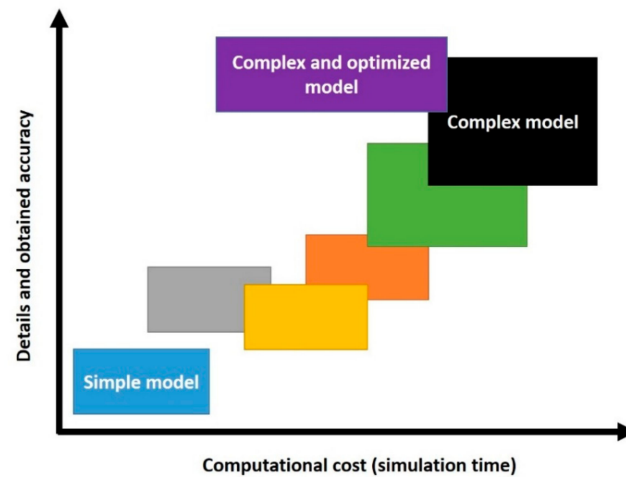 Complex and optimized
model
Complex model
Simple model
Details and obtained accuracy
Computational cost (simulation time)